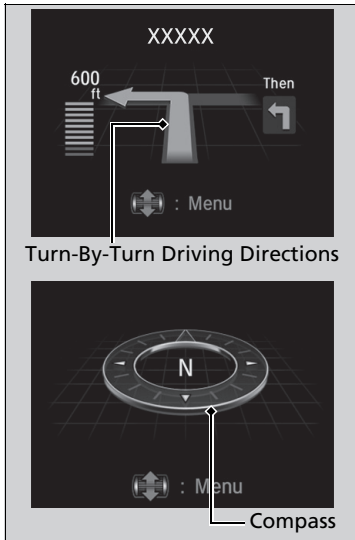 XXXXX
600
ft
Then
: Menu
Turn-By-Turn Driving Directions
N
: Menu
Compass